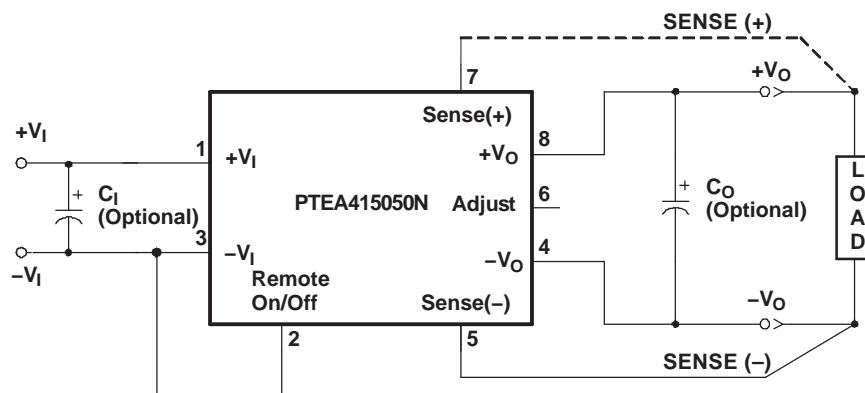 SENSE (+)
7
+VO
Sense(+)
8
+VI
1
+VI
+VO
+
CI
(Optional)
PTEA415050N
Adjust
6
+
CO
(Optional)
LOAD
3
–VI
4
–VO
–VI
Remote
On/Off
Sense(–)
–VO
2
5
SENSE (–)